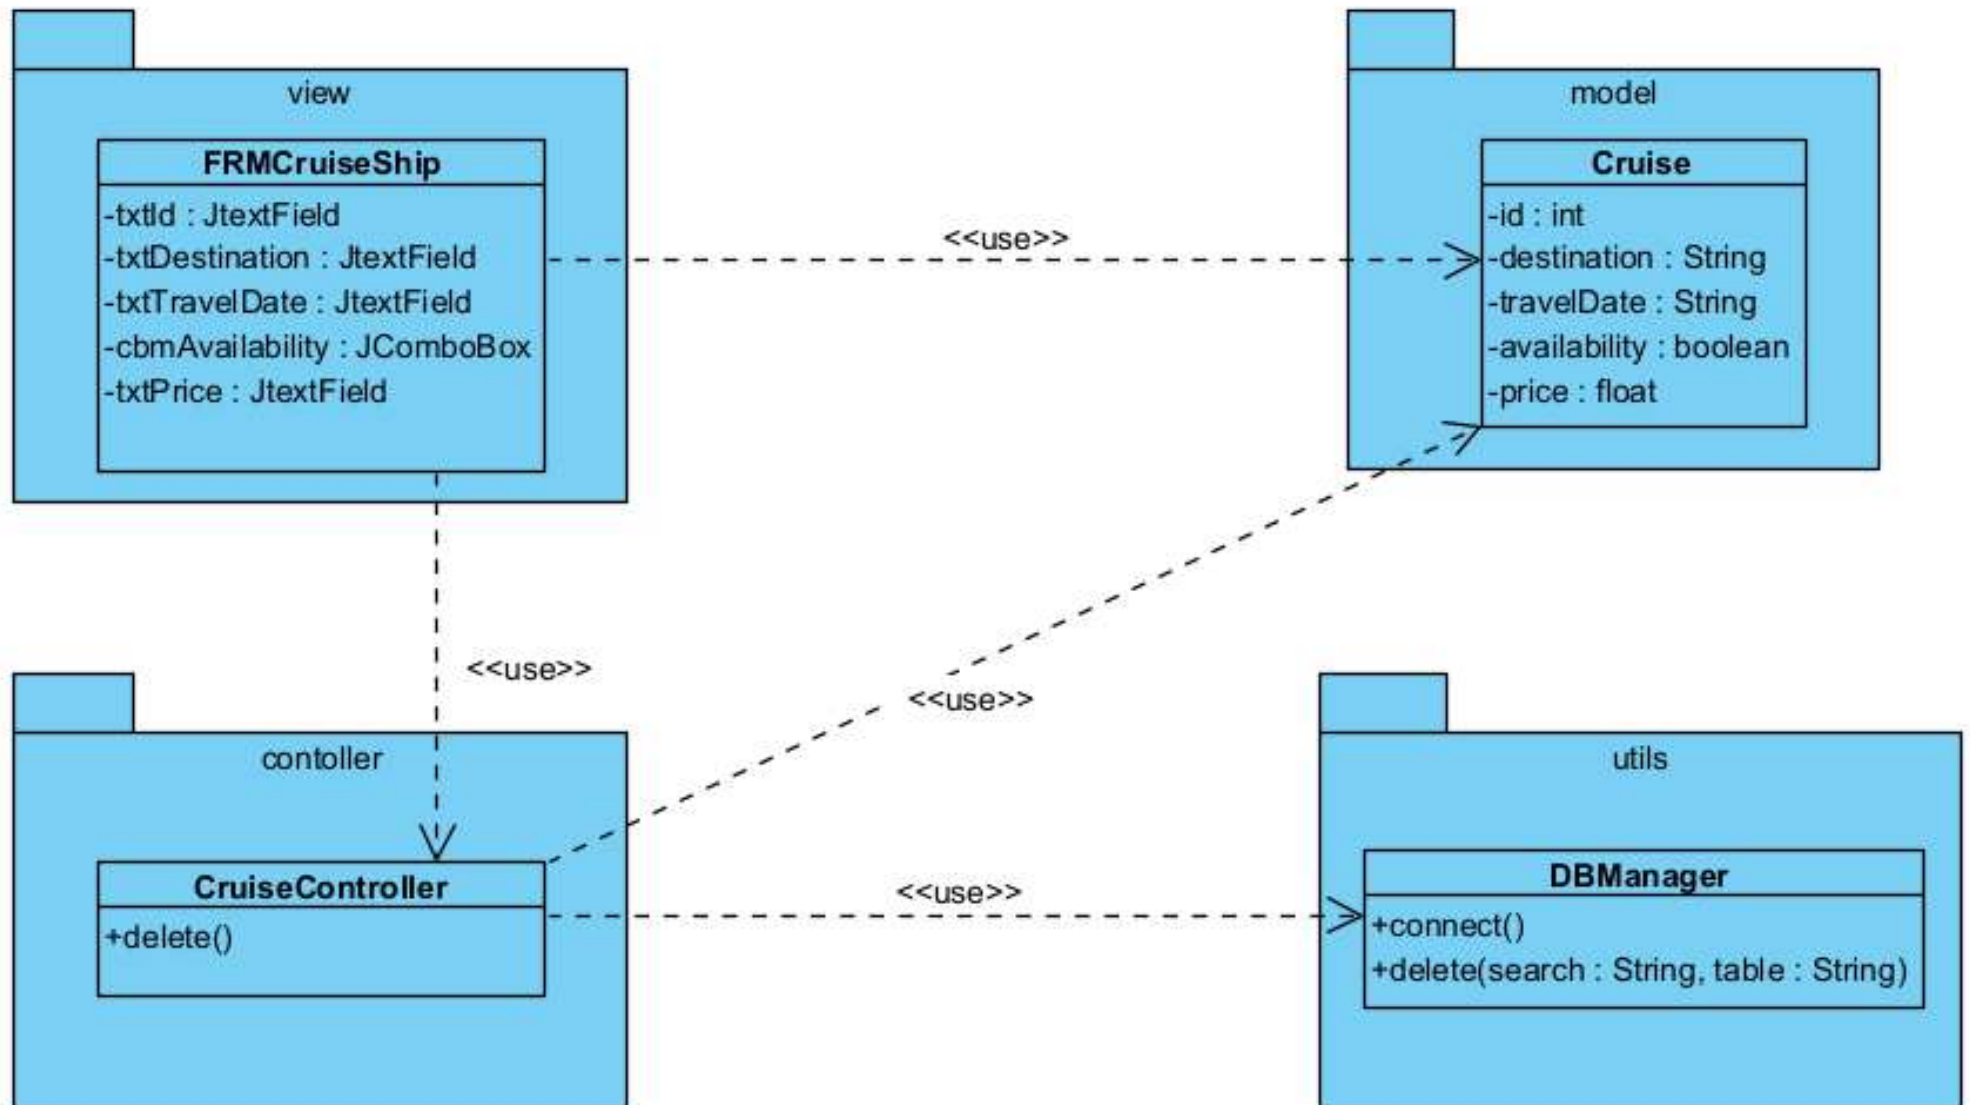 view
FRMCruiseShip
-txtId : JtextField
-txtDestination : JtextField
-txtTravelDate : JtextField
-cbmAvailability : JComboBox
-txtPrice : JtextField
<<use>>
model
Cruise
-id : int
-destination : String
-travelDate : String
-availability : boolean
-price : float
<<use>>
<<use>>
contoller
CruiseController
+delete()
<<use>>
utils
DBManager
+connect()
+delete(search : String, table : String)